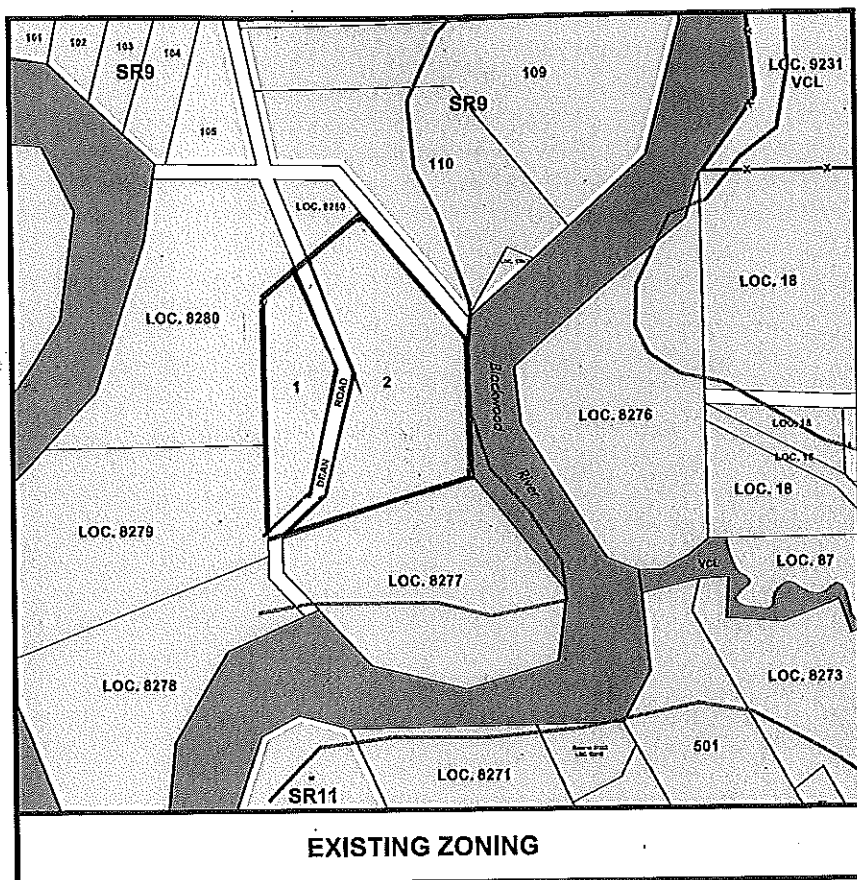 101
102
103
104
SR9
105
109
SR9
110
LOC. 9231
VCL
LOC. 8280
LOC. 18
LOC. 8280
1
2
ROAD
DEAN
Blackwood
River
LOC. 8276
LOC. 18
LOC. 18
LOC. 18
LOC. 8279
LOC. 8277
VCL
LOC. 87
LOC. 8278
LOC. 8273
501
LOC. 8271
SR11
EXISTING ZONING